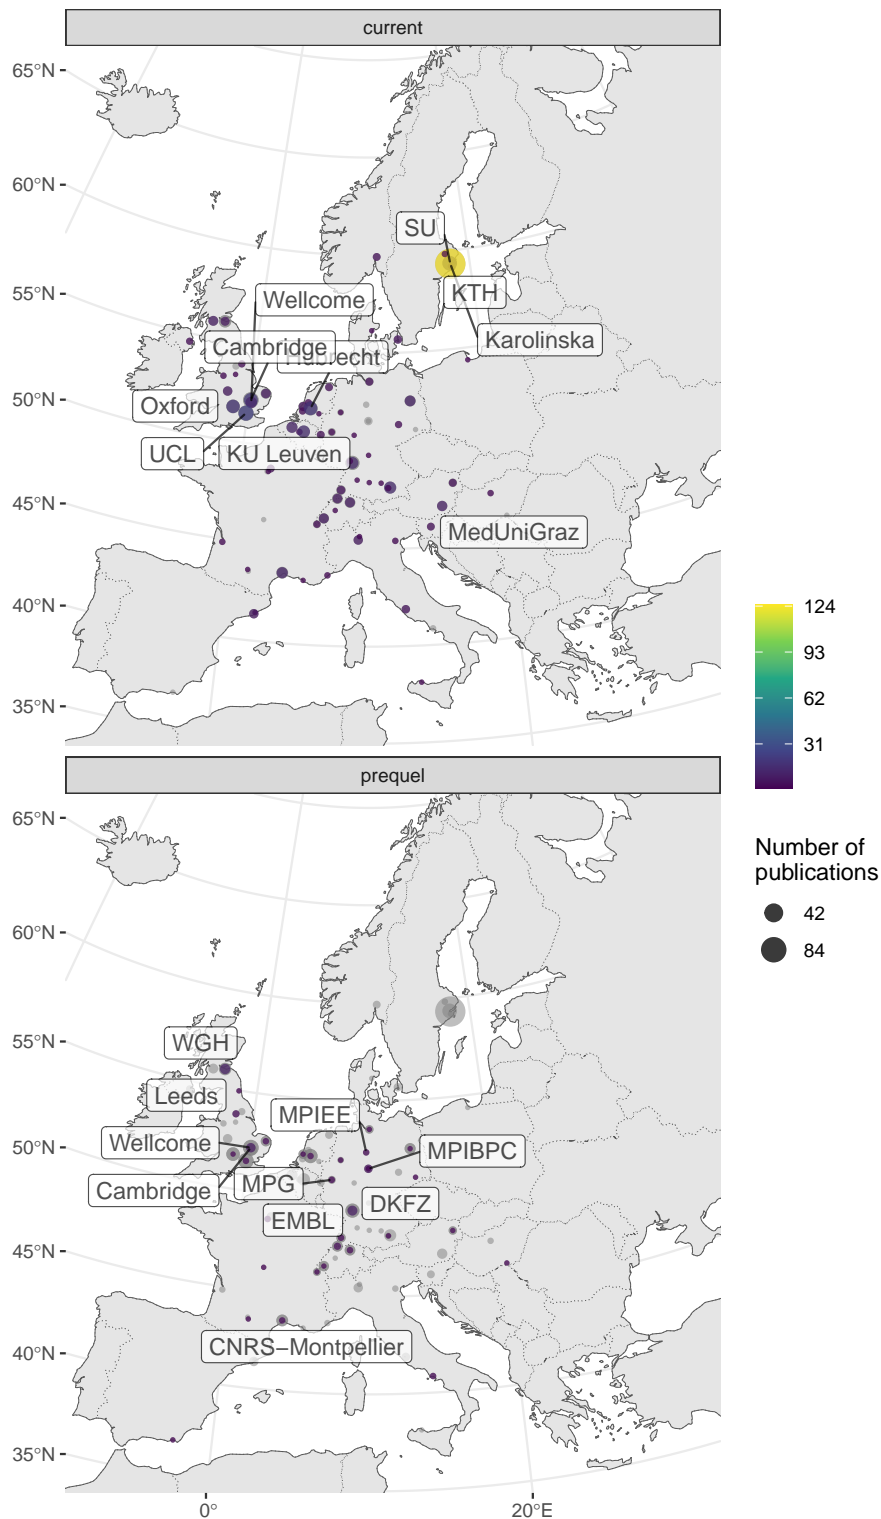 current
65°N
60°N
55°N
50°N
45°N
40°N
35°N
SU
KTH
Wellcome
Karolinska
Cambridge
Oxford
UCL
KU Leuven
MedUniGraz
124
93
62
31
prequel
Number of
publications
42
84
65°N
60°N
55°N
50°N
45°N
40°N
35°N
WGH
Leeds
MPIEE
Wellcome
MPIBPC
Cambridge
MPG
DKFZ
EMBL
CNRS−Montpellier
0°
20°E